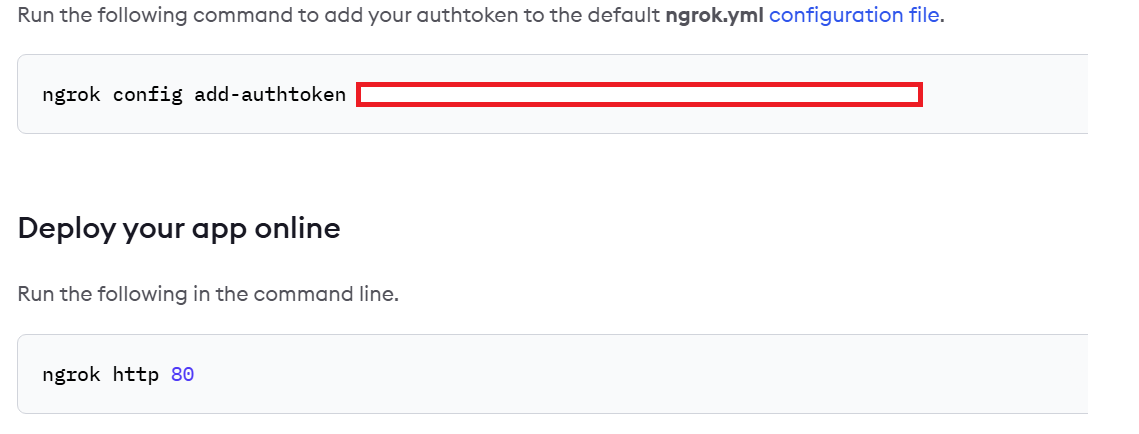 Run the following command to add your authtoken to the default ngrok.yml configuration file.
ngrok config add-authtoken
Deploy your app online
Run the following in the command line.
ngrok http 80